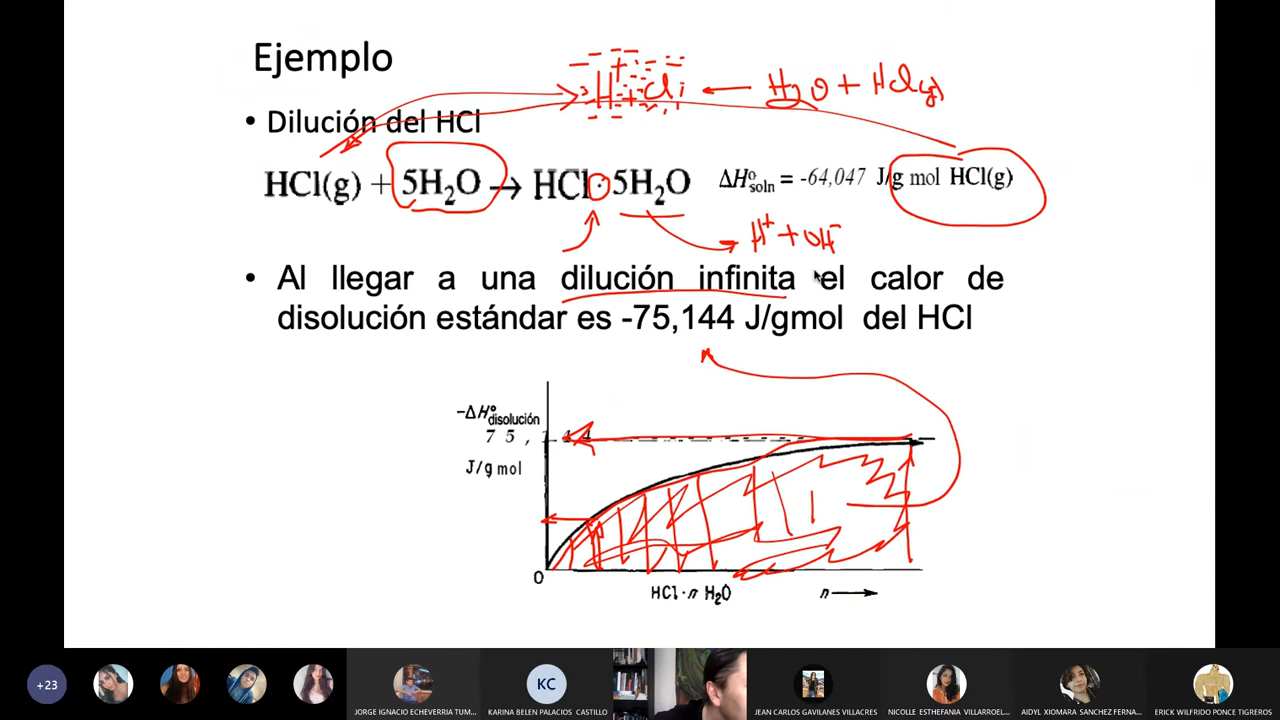 Ejemplo
H + Cl ← H2O + HCl(g)
• Dilución del HCl
HCl(g) + 5H2O → HCl·5H2O ΔH°soln = -64,047 J/g mol HCl(g)
H+ + OH-
• Al llegar a una dilución infinita el calor de
disolución estándar es -75,144 J/gmol del HCl
-ΔH°disolución
75,144
J/g mol
0
HCl·n H2O n →
+23
JORGE IGNACIO ECHEVERRIA TUM...
KC
KARINA BELEN PALACIOS CASTILLO
JEAN CARLOS GAVILANES VILLACRES
NICOLLE ESTHEFANIA VILLARROEL...
AIDYL XIOMARA SANCHEZ FERNA...
ERICK WILFRIDO PONCE TIGREROS